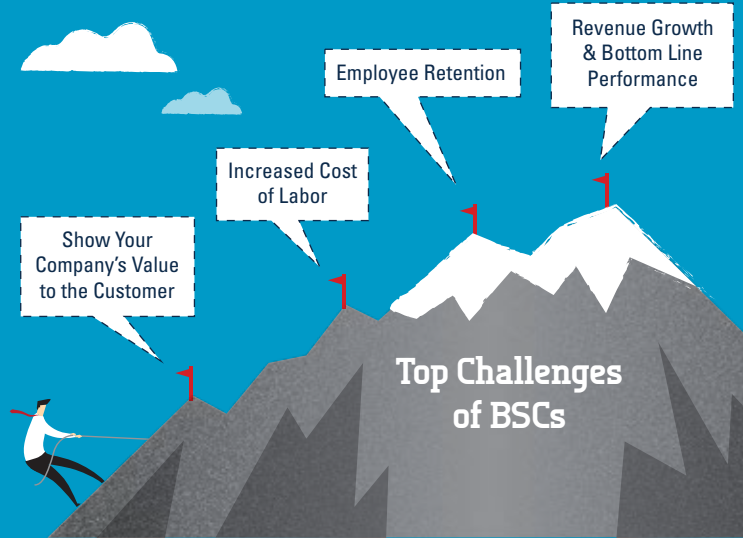 Revenue Growth
& Bottom Line
Performance
Employee Retention
Increased Cost
of Labor
Show Your
Company's Value
to the Customer
Top Challenges
of BSCs